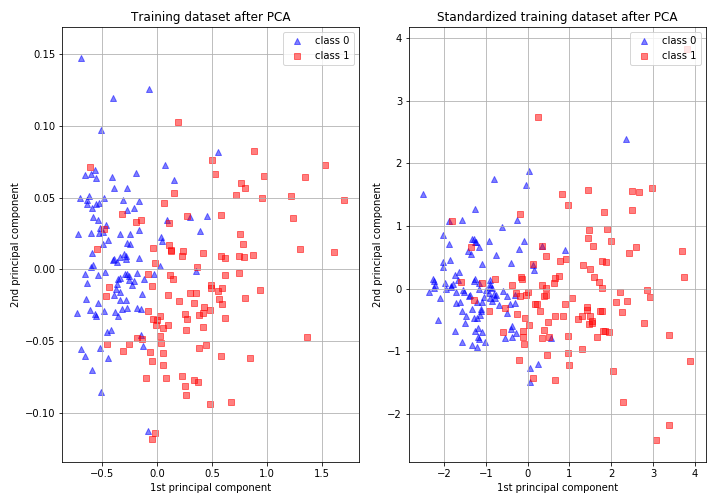 Training dataset after PCA
class 0
class 1
0.15
0.10
0.05
0.00
−0.05
−0.10
2nd principal component
−0.5
0.0
0.5
1.0
1.5
1st principal component
Standardized training dataset after PCA
class 0
class 1
4
3
2
1
0
−1
−2
2nd principal component
−2
−1
0
1
2
3
4
1st principal component